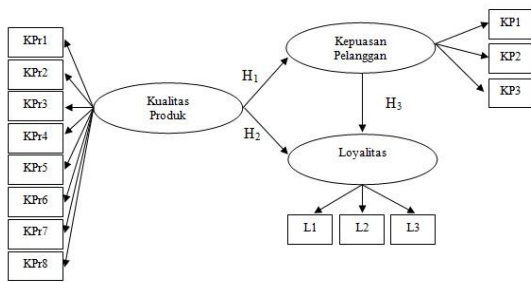 KPr1
KPr2
KPr3
KPr4
KPr5
KPr6
KPr7
KPr8
Kualitas
Produk
H1
H2
Kepuasan
Pelanggan
H3
Loyalitas
KP1
KP2
KP3
L1
L2
L3